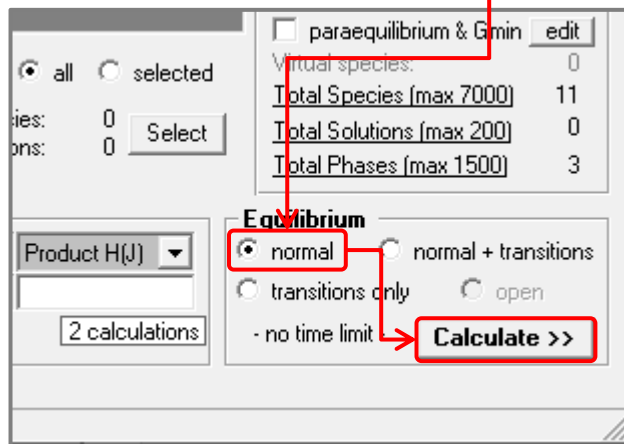 paraequilibrium & Gmin edit
all selected
Virtual species: 0
Total Species (max 7000) 11
ies: 0
Select
Total Solutions (max 200) 0
ons: 0
Total Phases (max 1500) 3
Equilibrium
Product H(J)
normal normal + transitions
transitions only open
2 calculations
- no time limit -
Calculate >>